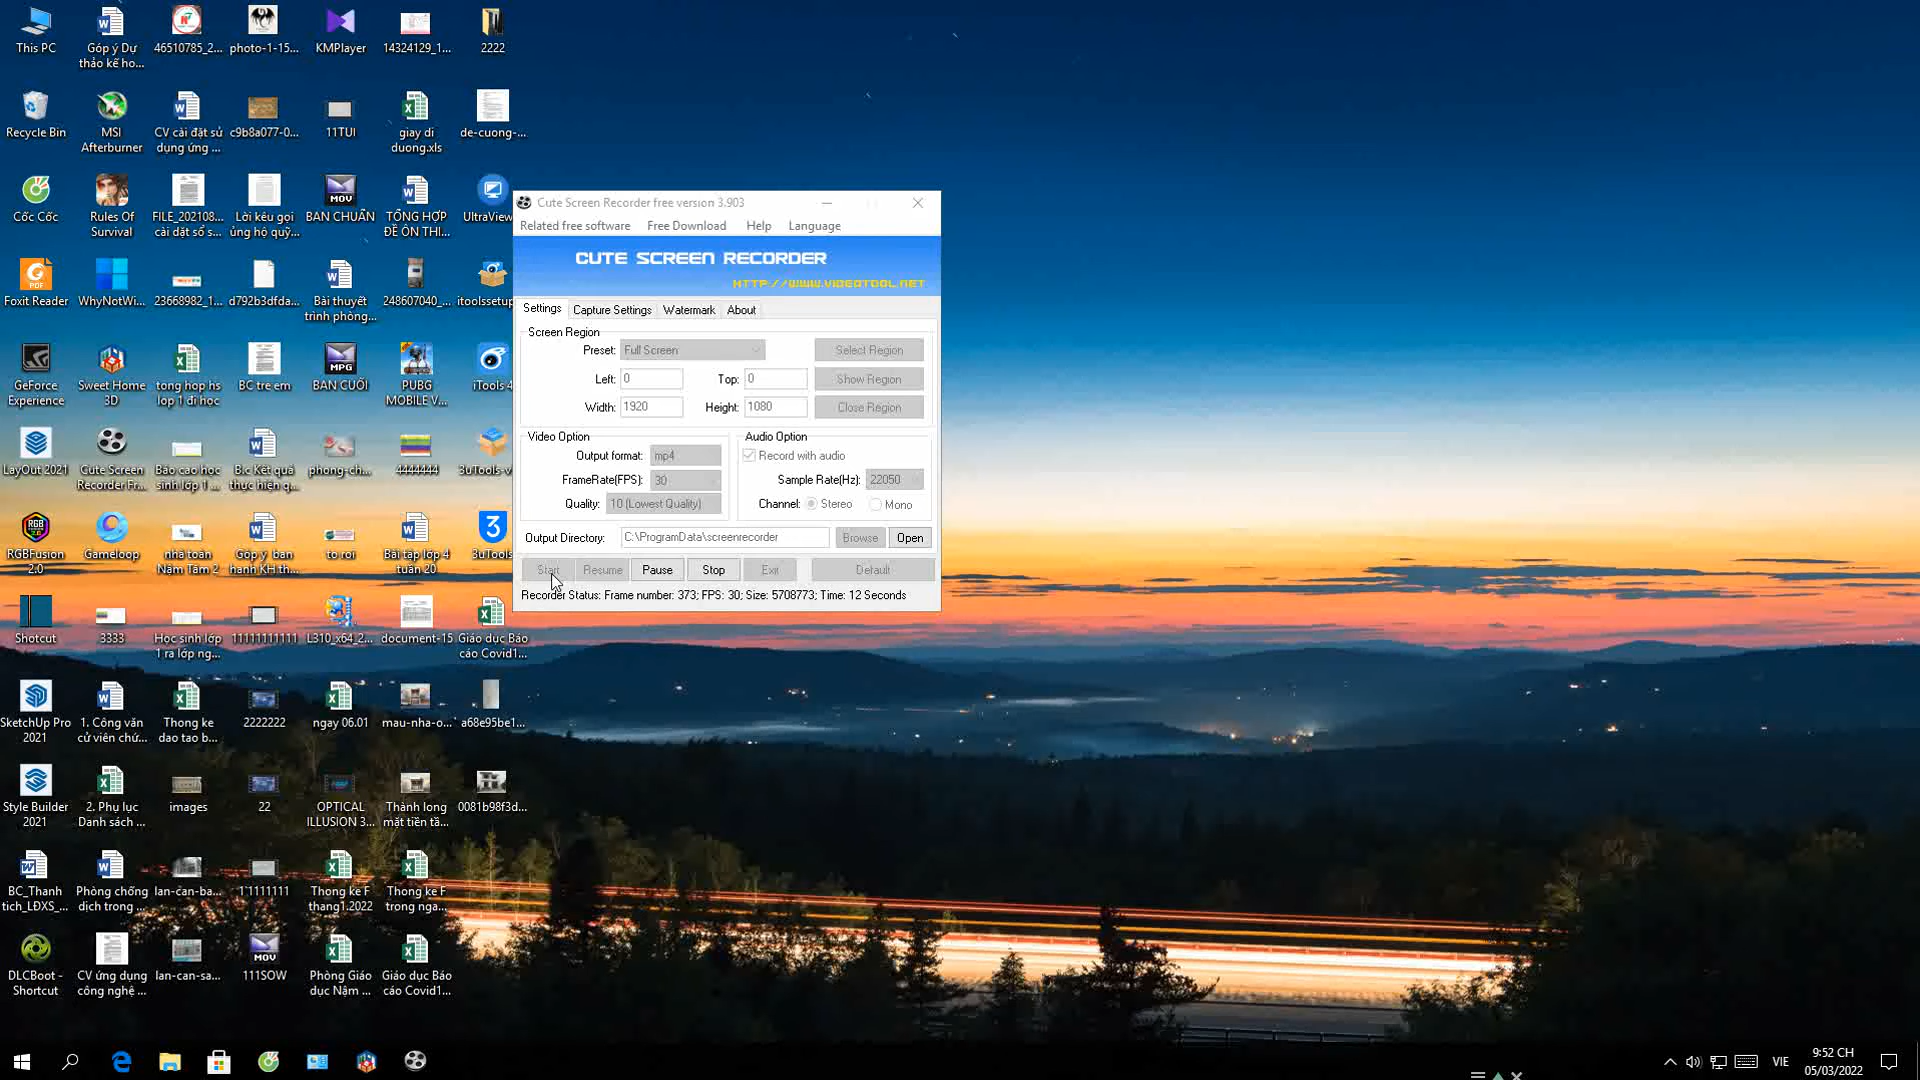 This PC
Góp ý Dự
thảo kế ho...
46510785_2...
photo-1-15...
KMPlayer
14324129_1...
2222
Recycle Bin
MSI
Afterburner
CV cài đặt sử
dụng ứng ...
c9b8a077-0...
11TUI
giay di
duong.xls
de-cuong-...
Cốc Cốc
Rules Of
Survival
FILE_202108...
cài đặt sổ s...
Lời kêu gọi
ủng hộ quỹ...
MOV
BAN CHUẨN
TỔNG HỢP
ĐỀ ÔN THI...
UltraView
Foxit Reader
WhyNotWi...
23668982_1...
d792b3dfda...
Bài thuyết
trình phòng...
248607040_...
itoolssetup
GeForce
Experience
Sweet Home
3D
tong hop hs
lop 1 đi học
BC tre em
MPG
BAN CUỐI
PUBG
MOBILE V...
iTools 4
LayOut 2021
Cute Screen
Recorder Fr...
Báo cáo học
sinh lớp 1 ...
B.c Kết quả
thực hiện q...
phong-ch...
4444444
3uTools-v
RGBFusion
2.0
Gameloop
nhà toán
Nậm Tám 2
Góp ý ban
hanh KH th...
to roi
Bài tập lớp 4
tuần 20
3uTools
Shotcut
3333
Học sinh lớp
1 ra lớp ng...
11111111111
L310_x64_2...
document-15
Giáo dục Báo
cáo Covid1...
SketchUp Pro
2021
1. Công văn
cử viên chứ...
Thong ke
dao tao b...
2222222
ngay 06.01
mau-nha-o...
a68e95be1...
Style Builder
2021
2. Phụ lục
Danh sách ...
images
22
OPTICAL
ILLUSION 3...
Thành long
mặt tiền tầ...
0081b98f3d...
BC_Thanh
tich_LĐXS_...
Phòng chống
dịch trong ...
lan-can-ba...
11111111
Thong ke F
thang1.2022
Thong ke F
trong nga...
DLCBoot -
Shortcut
CV ứng dụng
công nghệ ...
lan-can-sa...
MOV
111SOW
Phòng Giáo
dục Nậm ...
Giáo dục Báo
cáo Covid1...
Cute Screen Recorder free version 3.903
Related free software Free Download Help Language
CUTE SCREEN RECORDER
HTTP://WWW.VIDEOTOOL.NET
Settings Capture Settings Watermark About
Screen Region
Preset: Full Screen Select Region
Left: 0 Top: 0 Show Region
Width: 1920 Height: 1080 Close Region
Video Option Audio Option
Output format: mp4 Record with audio
FrameRate(FPS): 30 Sample Rate(Hz): 22050
Quality: 10 (Lowest Quality) Channel: Stereo Mono
Output Directory: C:\ProgramData\screenrecorder Browse Open
Start Resume Pause Stop Exit Default
Recorder Status: Frame number: 373; FPS: 30; Size: 5708773; Time: 12 Seconds
VIE
9:52 CH
05/03/2022